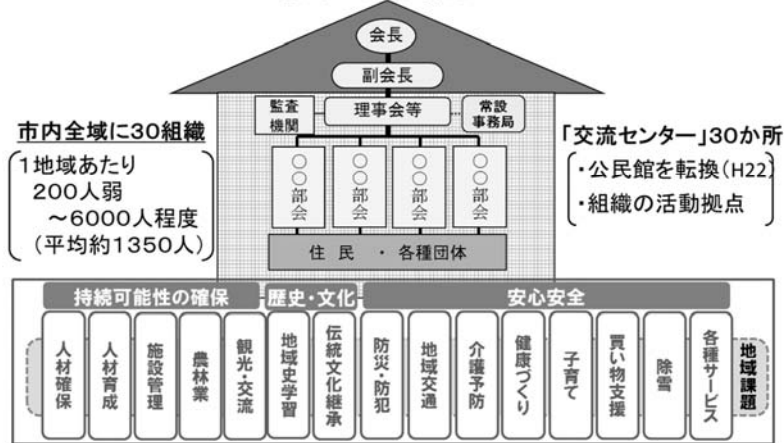 会長
副会長
監査
機関
理事会等
常設
事務局
市内全域に30組織
1地域あたり
200人弱
~6000人程度
(平均約1350人)
○○部会
○○部会
○○部会
○○部会
住民・各種団体
「交流センター」30か所
・公民館を転換(H22)
・組織の活動拠点
持続可能性の確保
歴史・文化
安心安全
人材確保
人材育成
施設管理
農林業
観光・交流
地域史学習
伝統文化継承
防災・防犯
地域交通
介護予防
健康づくり
子育て
買い物支援
除雪
各種サービス
地域課題